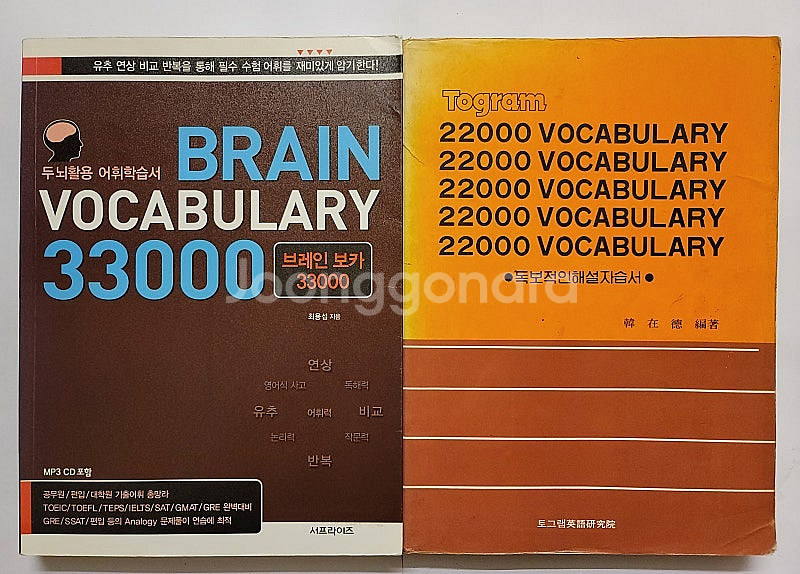 유추 연상 비교 반복을 통해 필수 수험 어휘를 재미있게 암기한다!
두뇌활용 어휘학습서
BRAIN
VOCABULARY
33000
브레인 보카
33000
최용섭 지음
연상
영어식 사고 독해력
유추 어휘력 비교
논리력 작문력
반복
MP3 CD 포함
공무원/편입/대학원 기출어휘 총망라
TOEIC/TOEFL/TEPS/IELTS/SAT/GMAT/GRE 완벽대비
GRE/SSAT/편입 등의 Analogy 문제풀이 연습에 최적
서프라이즈
Togram
22000 VOCABULARY
22000 VOCABULARY
22000 VOCABULARY
22000 VOCABULARY
22000 VOCABULARY
●독보적인해설자습서●
韓 在 德 編著
토그램英語硏究院
Joonggonara